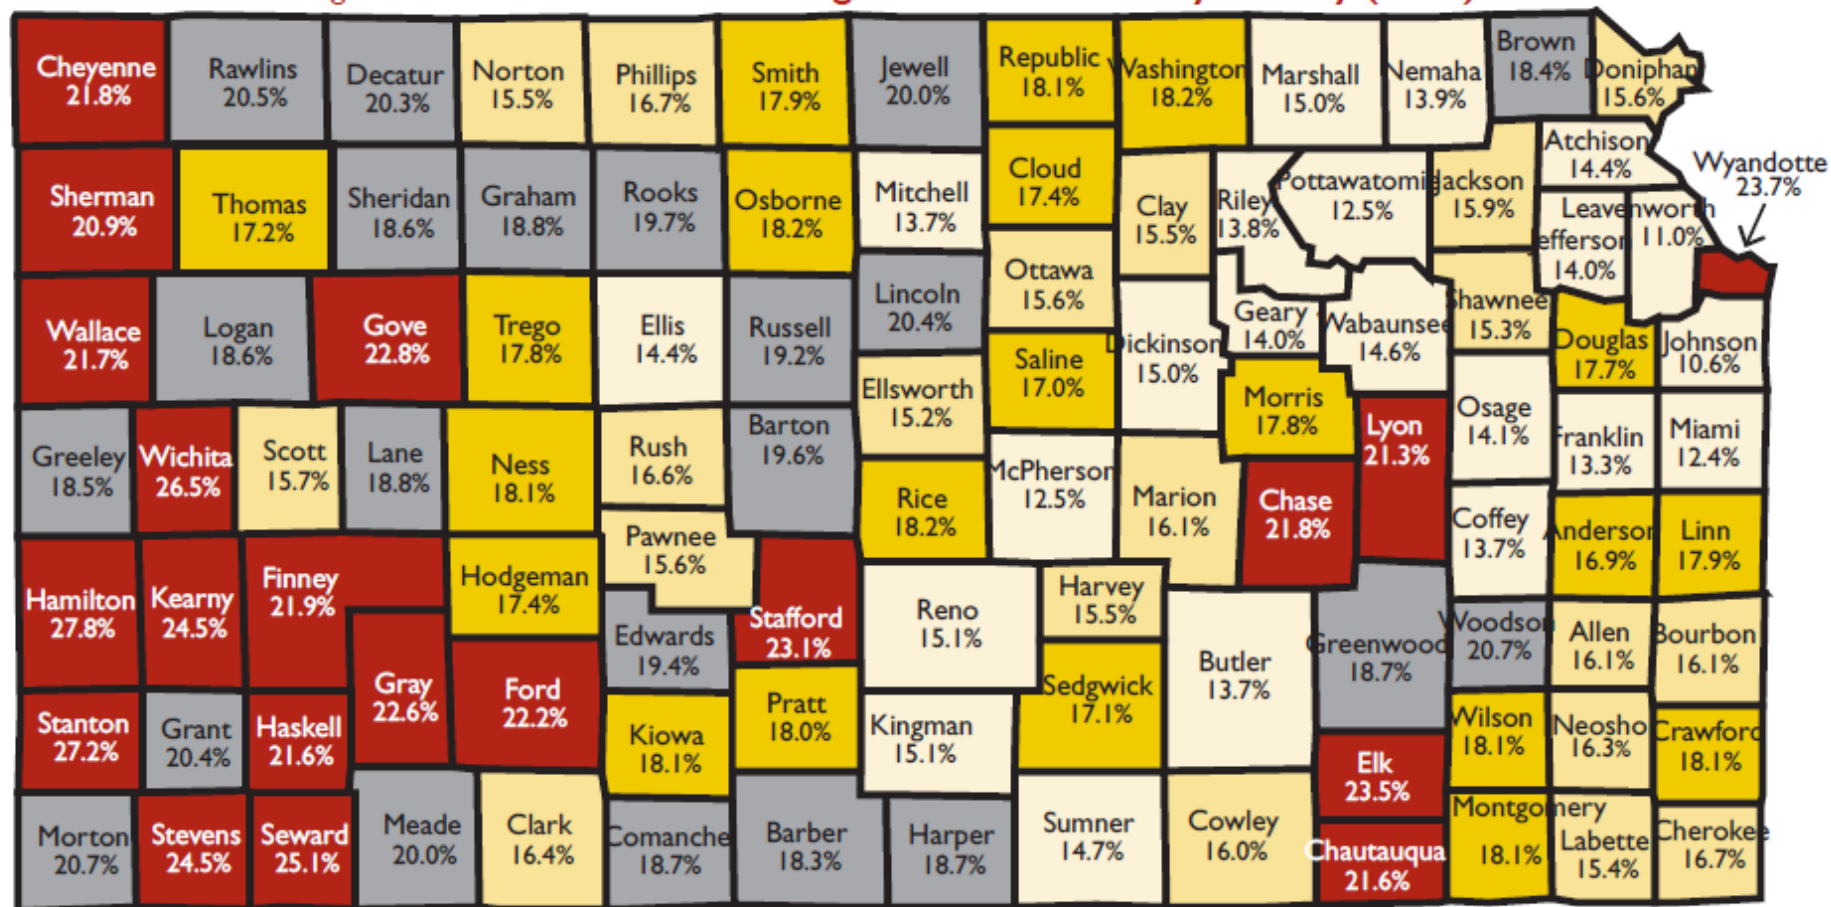 Cheyenne
21.8%
Rawlins
20.5%
Decatur
20.3%
Norton
15.5%
Phillips
16.7%
Smith
17.9%
Jewell
20.0%
Republic
18.1%
Washington
18.2%
Marshall
15.0%
Nemaha
13.9%
Brown
18.4%
Doniphan
15.6%
Sherman
20.9%
Thomas
17.2%
Sheridan
18.6%
Graham
18.8%
Rooks
19.7%
Osborne
18.2%
Mitchell
13.7%
Cloud
17.4%
Clay
15.5%
Riley
13.8%
Pottawatomie
12.5%
Jackson
15.9%
Atchison
14.4%
Wyandotte
23.7%
Leavenworth
11.0%
Jefferson
14.0%
Wallace
21.7%
Logan
18.6%
Gove
22.8%
Trego
17.8%
Ellis
14.4%
Russell
19.2%
Lincoln
20.4%
Ottawa
15.6%
Saline
17.0%
Dickinson
15.0%
Geary
14.0%
Wabaunsee
14.6%
Shawnee
15.3%
Douglas
17.7%
Johnson
10.6%
Greeley
18.5%
Wichita
26.5%
Scott
15.7%
Lane
18.8%
Ness
18.1%
Rush
16.6%
Barton
19.6%
Ellsworth
15.2%
Rice
18.2%
McPherson
12.5%
Marion
16.1%
Morris
17.8%
Chase
21.8%
Lyon
21.3%
Osage
14.1%
Franklin
13.3%
Miami
12.4%
Coffey
13.7%
Anderson
16.9%
Linn
17.9%
Hamilton
27.8%
Kearny
24.5%
Finney
21.9%
Hodgeman
17.4%
Pawnee
15.6%
Edwards
19.4%
Stafford
23.1%
Reno
15.1%
Harvey
15.5%
Butler
13.7%
Greenwood
18.7%
Woodson
20.7%
Allen
16.1%
Bourbon
16.1%
Stanton
27.2%
Grant
20.4%
Haskell
21.6%
Gray
22.6%
Ford
22.2%
Kiowa
18.1%
Pratt
18.0%
Kingman
15.1%
Sedgwick
17.1%
Elk
23.5%
Wilson
18.1%
Neosho
16.3%
Crawford
18.1%
Morton
20.7%
Stevens
24.5%
Seward
25.1%
Meade
20.0%
Clark
16.4%
Comanche
18.7%
Barber
18.3%
Harper
18.7%
Sumner
14.7%
Cowley
16.0%
Chautauqua
21.6%
Montgomery
18.1%
Labette
15.4%
Cherokee
16.7%